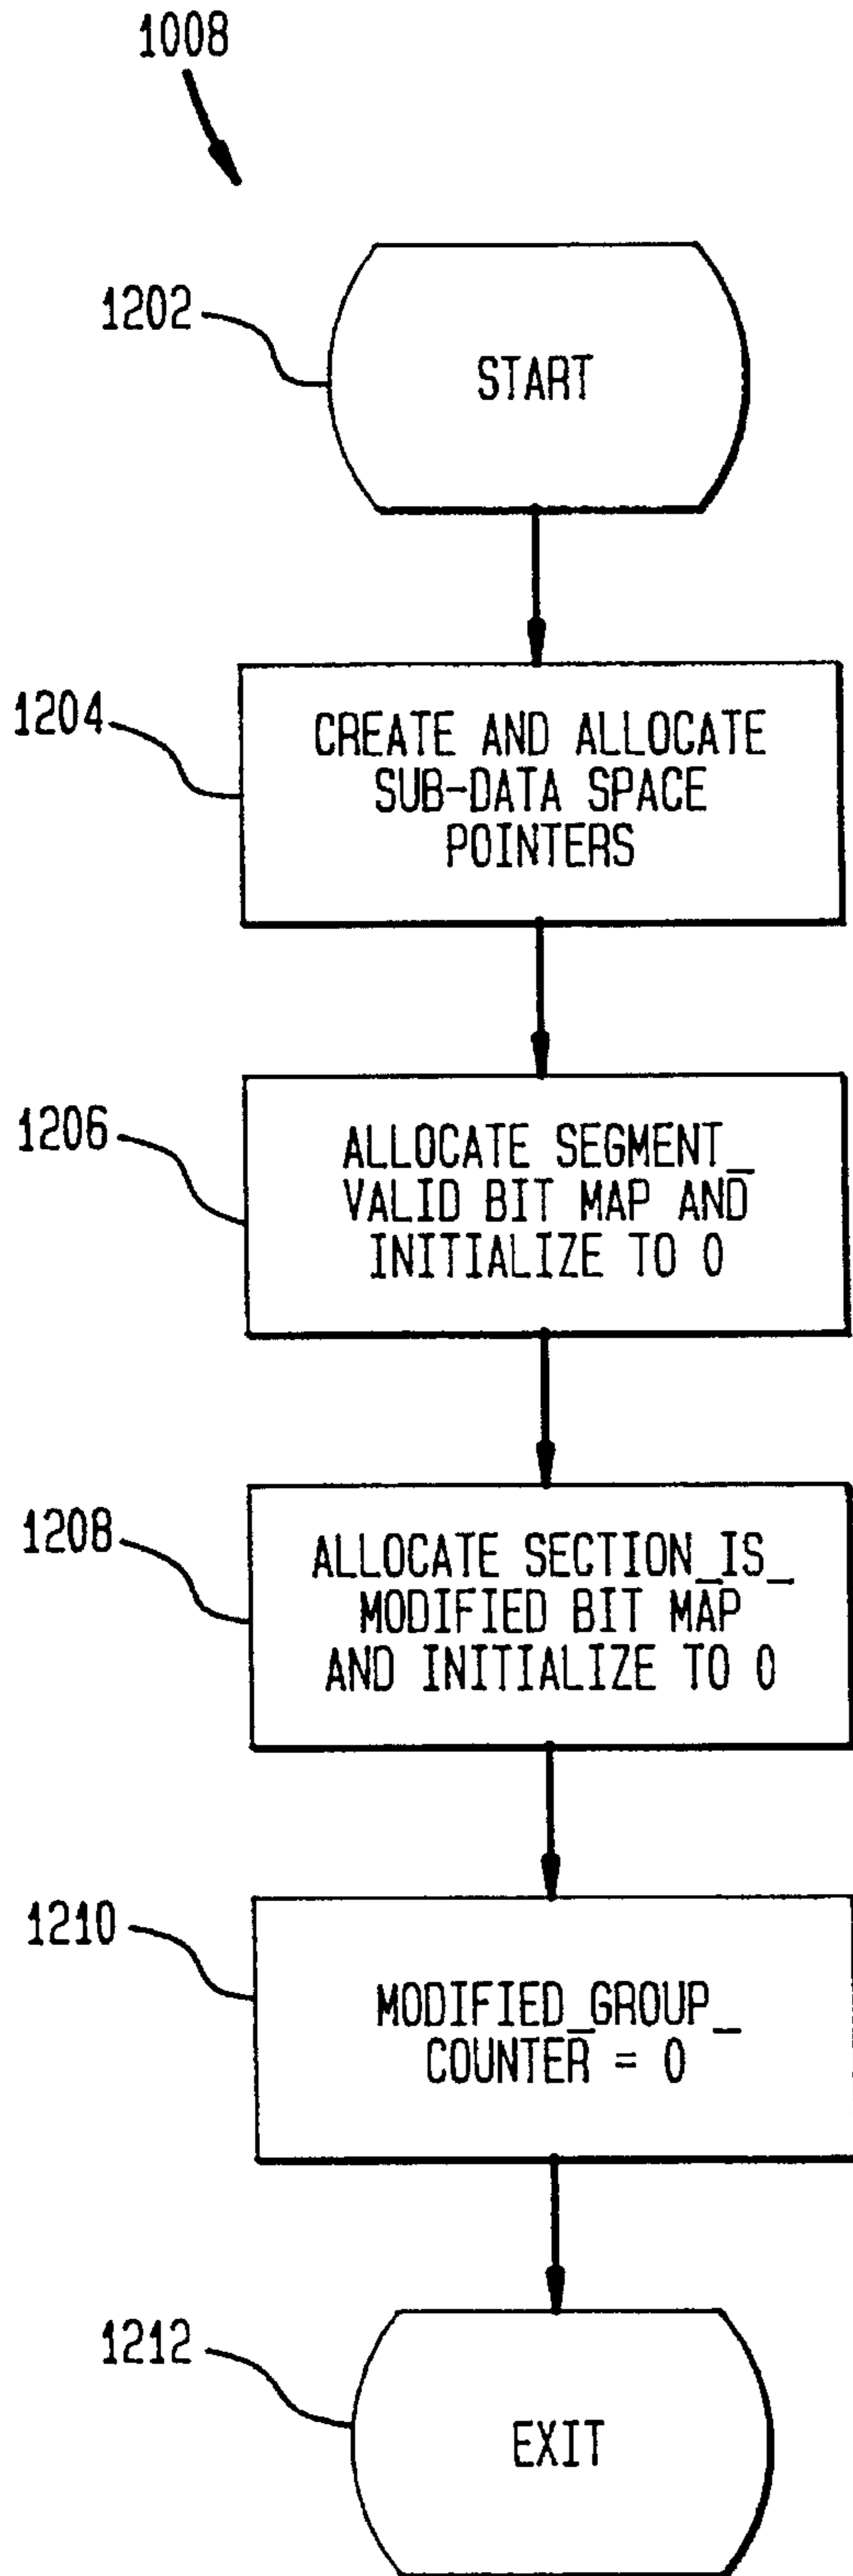 1008
1202
START
1204
CREATE AND ALLOCATE
SUB-DATA SPACE
POINTERS
1206
ALLOCATE SEGMENT_
VALID BIT MAP AND
INITIALIZE TO 0
1208
ALLOCATE SECTION_IS_
MODIFIED BIT MAP
AND INITIALIZE TO 0
1210
MODIFIED_GROUP_
COUNTER = 0
1212
EXIT